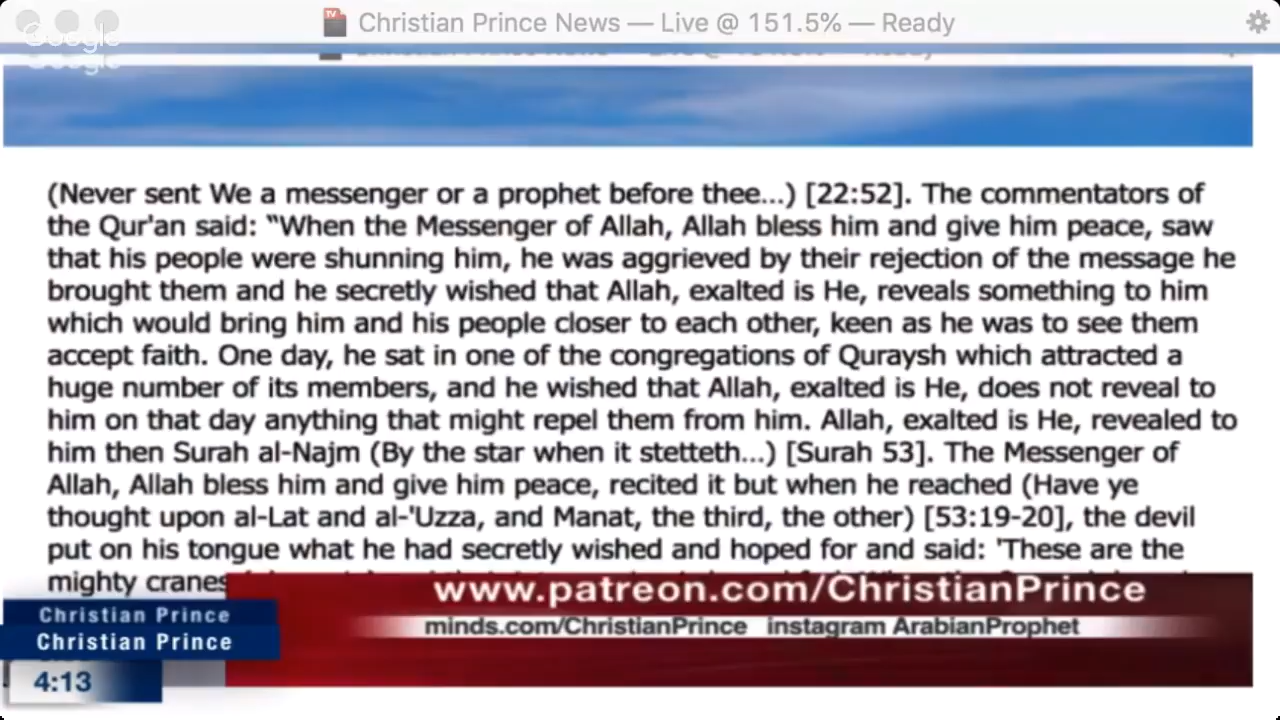 Christian Prince News — Live @ 151.5% — Ready
Google
Google
(Never sent We a messenger or a prophet before thee...) [22:52]. The commentators of
the Qur'an said: “When the Messenger of Allah, Allah bless him and give him peace, saw
that his people were shunning him, he was aggrieved by their rejection of the message he
brought them and he secretly wished that Allah, exalted is He, reveals something to him
which would bring him and his people closer to each other, keen as he was to see them
accept faith. One day, he sat in one of the congregations of Quraysh which attracted a
huge number of its members, and he wished that Allah, exalted is He, does not reveal to
him on that day anything that might repel them from him. Allah, exalted is He, revealed to
him then Surah al-Najm (By the star when it stetteth...) [Surah 53]. The Messenger of
Allah, Allah bless him and give him peace, recited it but when he reached (Have ye
thought upon al-Lat and al-'Uzza, and Manat, the third, the other) [53:19-20], the devil
put on his tongue what he had secretly wished and hoped for and said: 'These are the
mighty cranes
www.patreon.com/ChristianPrince
minds.com/ChristianPrince instagram ArabianProphet
Christian Prince
Christian Prince
4:13